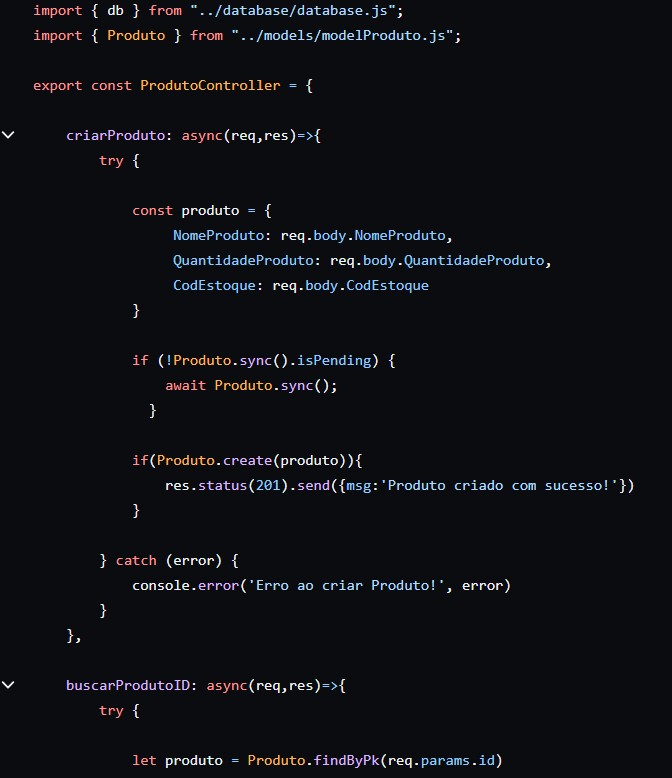 import { db } from "../database/database.js";
import { Produto } from "../models/modelProduto.js";
export const ProdutoController = {
criarProduto: async(req,res)=>{
try {
const produto = {
NomeProduto: req.body.NomeProduto,
QuantidadeProduto: req.body.QuantidadeProduto,
CodEstoque: req.body.CodEstoque
}
if (!Produto.sync().isPending) {
await Produto.sync();
}
if(Produto.create(produto)){
res.status(201).send({msg:'Produto criado com sucesso!'})
}
} catch (error) {
console.error('Erro ao criar Produto!', error)
}
},
buscarProdutoID: async(req,res)=>{
try {
let produto = Produto.findByPk(req.params.id)